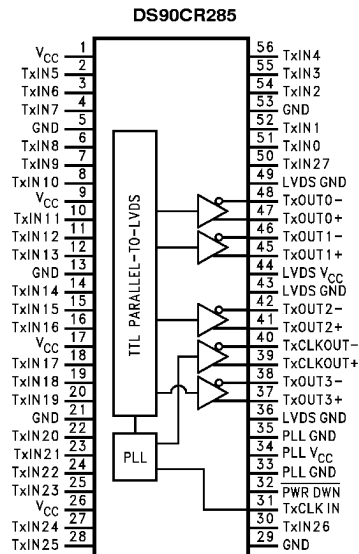 DS90CR285
VCC 1
TxIN5 2
TxIN6 3
TxIN7 4
GND 5
TxIN8 6
TxIN9 7
TxIN10 8
VCC 9
TxIN11 10
TxIN12 11
TxIN13 12
GND 13
TxIN14 14
TxIN15 15
TxIN16 16
VCC 17
TxIN17 18
TxIN18 19
TxIN19 20
GND 21
TxIN20 22
TxIN21 23
TxIN22 24
TxIN23 25
VCC 26
TxIN24 27
TxIN25 28
TTL PARALLEL-TO-LVDS
PLL
56 TxIN4
55 TxIN3
54 TxIN2
53 GND
52 TxIN1
51 TxIN0
50 TxIN27
49 LVDS GND
48 TxOUT0-
47 TxOUT0+
46 TxOUT1-
45 TxOUT1+
44 LVDS VCC
43 LVDS GND
42 TxOUT2-
41 TxOUT2+
40 TxCLKOUT-
39 TxCLKOUT+
38 TxOUT3-
37 TxOUT3+
36 LVDS GND
35 PLL GND
34 PLL VCC
33 PLL GND
32 PWR DWN
31 TxCLK IN
30 TxIN26
29 GND